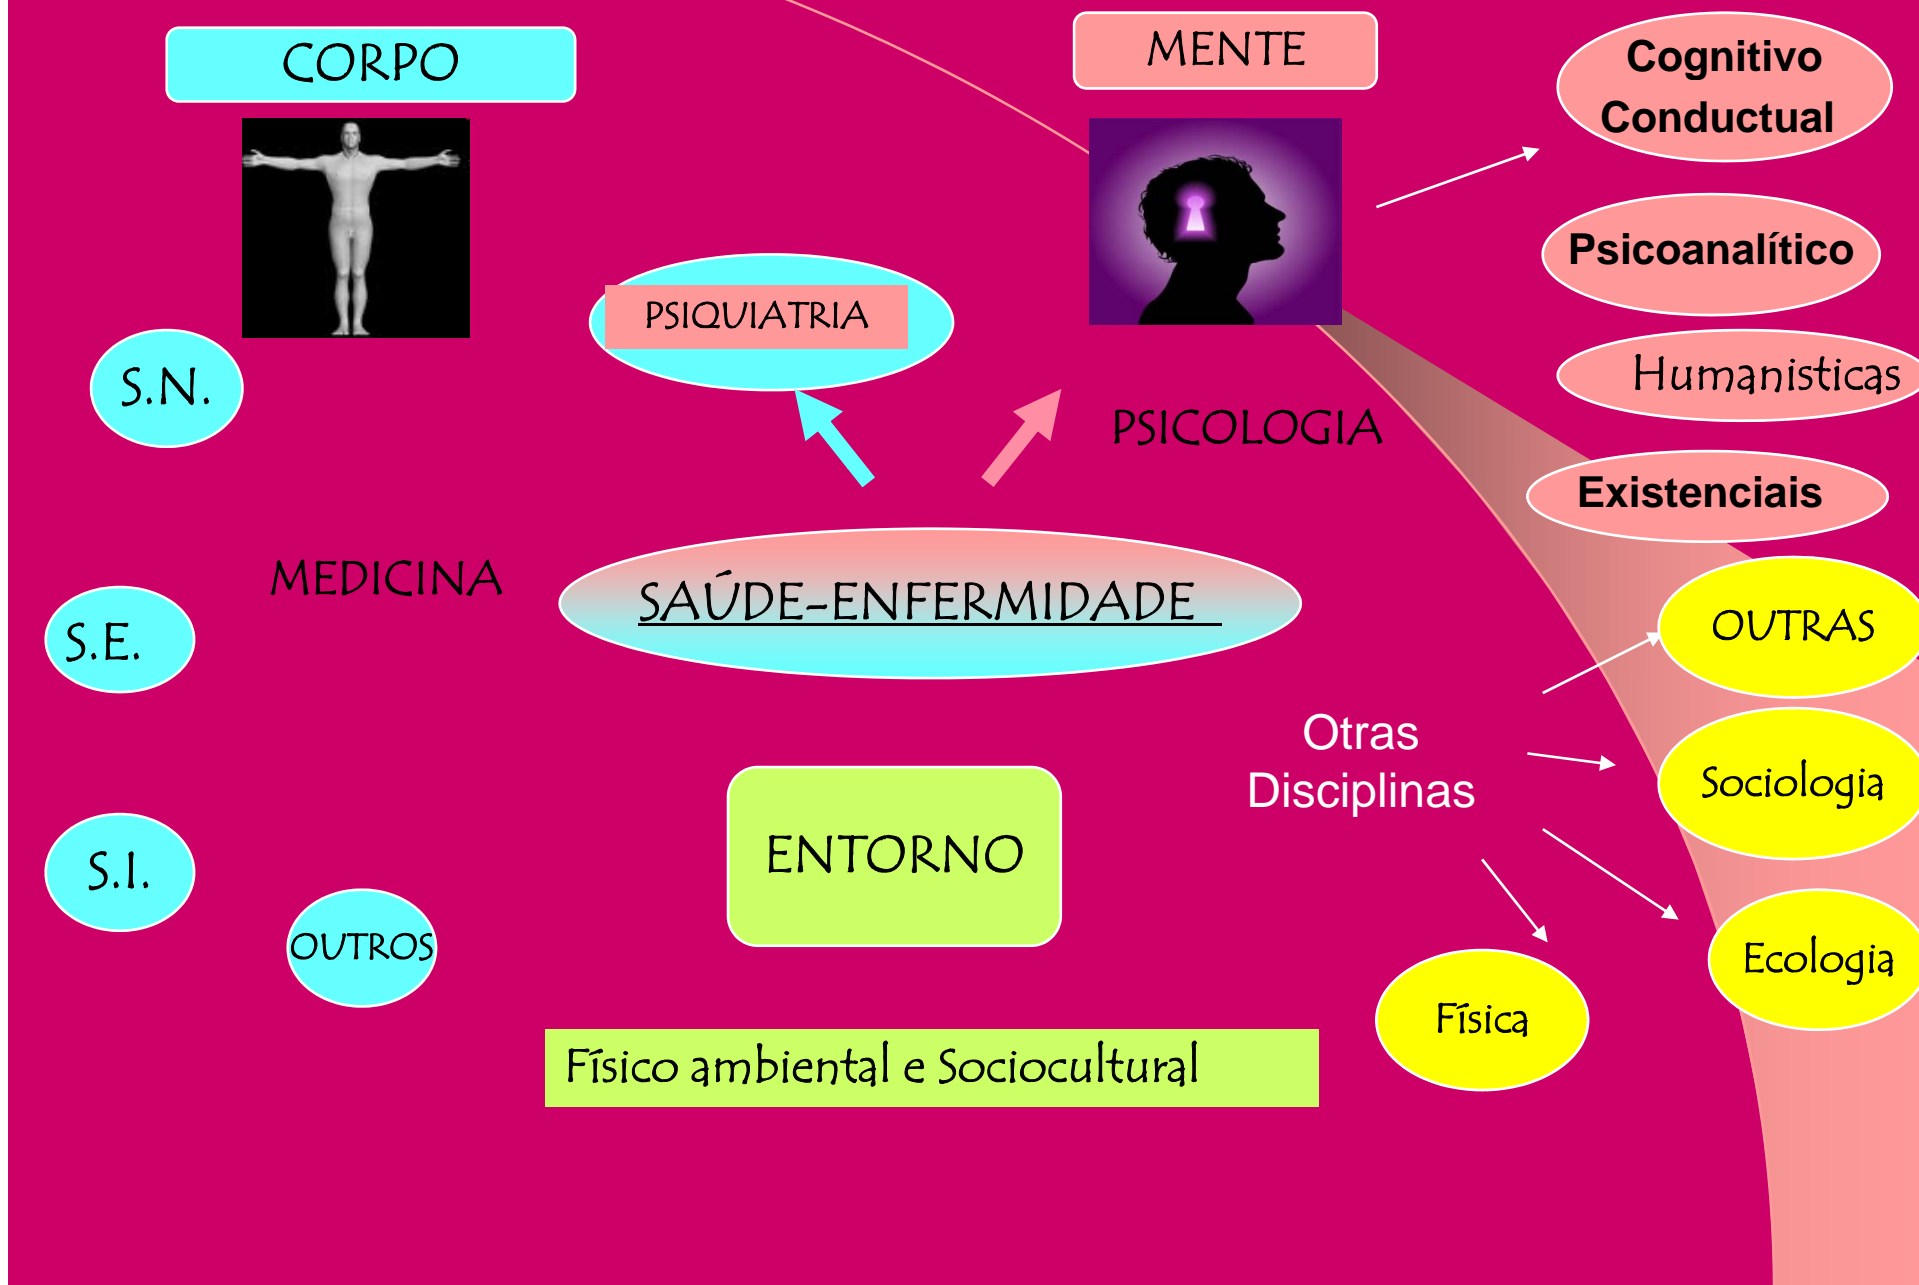 CORPO
MENTE
Cognitivo
Conductual
Psicoanalítico
PSIQUIATRIA
Humanisticas
S.N.
PSICOLOGIA
Existenciais
MEDICINA
SAÚDE-ENFERMIDADE
OUTRAS
S.E.
Otras
Disciplinas
Sociologia
ENTORNO
S.I.
OUTROS
Ecologia
Física
Físico ambiental e Sociocultural